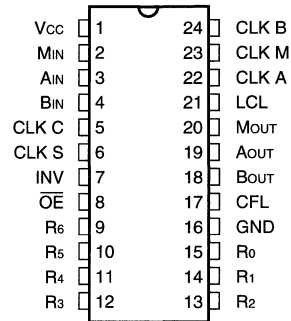 Vcc 1 24 CLK B
MIN 2 23 CLK M
AIN 3 22 CLK A
BIN 4 21 LCL
CLK C 5 20 MOUT
CLK S 6 19 AOUT
INV 7 18 BOUT
OE 8 17 CFL
R6 9 16 GND
R5 10 15 R0
R4 11 14 R1
R3 12 13 R2